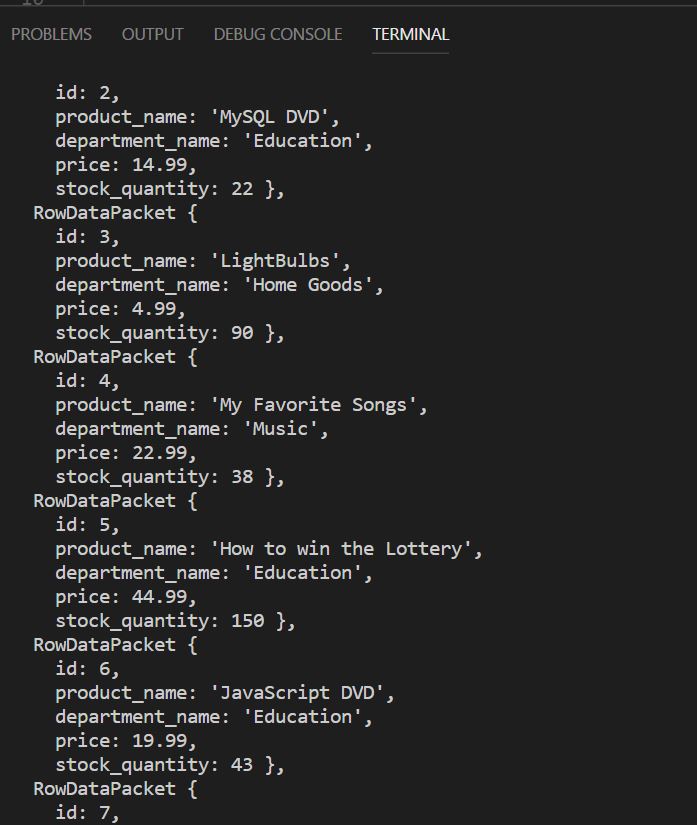 PROBLEMS OUTPUT DEBUG CONSOLE TERMINAL
id: 2,
product_name: 'MySQL DVD',
department_name: 'Education',
price: 14.99,
stock_quantity: 22 },
RowDataPacket {
id: 3,
product_name: 'LightBulbs',
department_name: 'Home Goods',
price: 4.99,
stock_quantity: 90 },
RowDataPacket {
id: 4,
product_name: 'My Favorite Songs',
department_name: 'Music',
price: 22.99,
stock_quantity: 38 },
RowDataPacket {
id: 5,
product_name: 'How to win the Lottery',
department_name: 'Education',
price: 44.99,
stock_quantity: 150 },
RowDataPacket {
id: 6,
product_name: 'JavaScript DVD',
department_name: 'Education',
price: 19.99,
stock_quantity: 43 },
RowDataPacket {
id: 7,